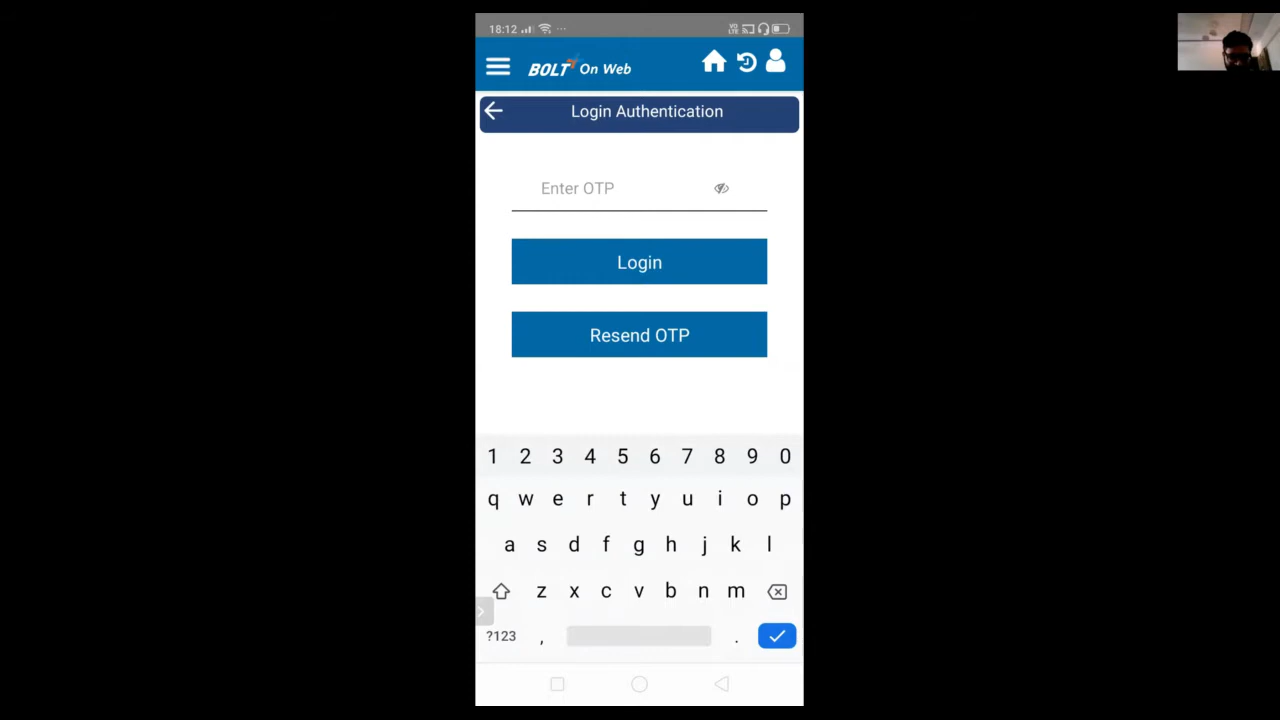 18:12
BOLT On Web
Login Authentication
Enter OTP
Login
Resend OTP
1 2 3 4 5 6 7 8 9 0
q w e r t y u i o p
a s d f g h j k l
z x c v b n m
?123 , .